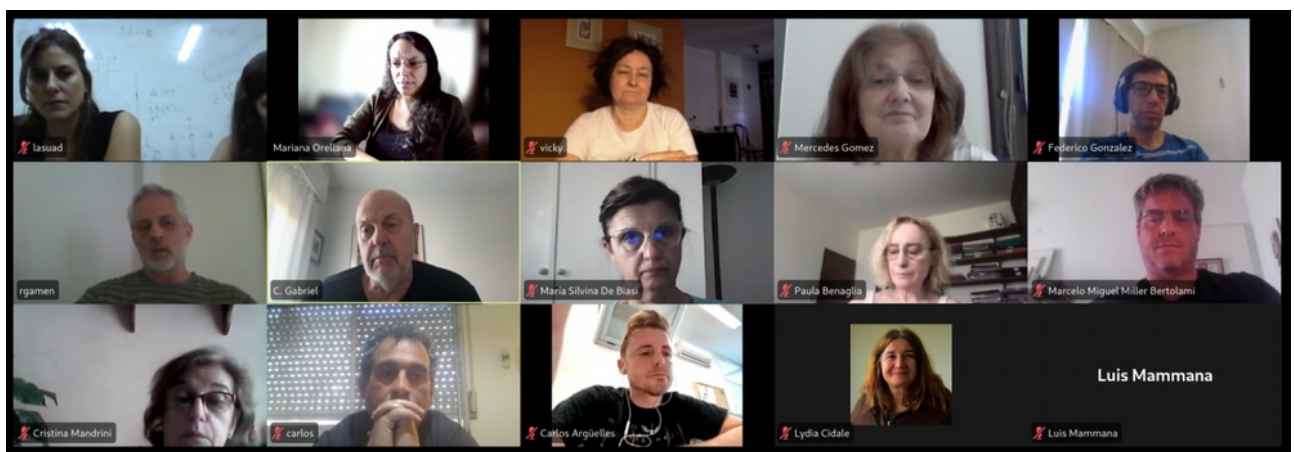 lasuad
Mariana Orellana
vicky
Mercedes Gomez
Federico Gonzalez
rgamen
C. Gabriel
María Silvina De Biasi
Paula Benaglia
Marcelo Miguel Miller Bertolami
Cristina Mandrini
carlos
Carlos Argüelles
Lydia Cidale
Luis Mammana
Luis Mammana